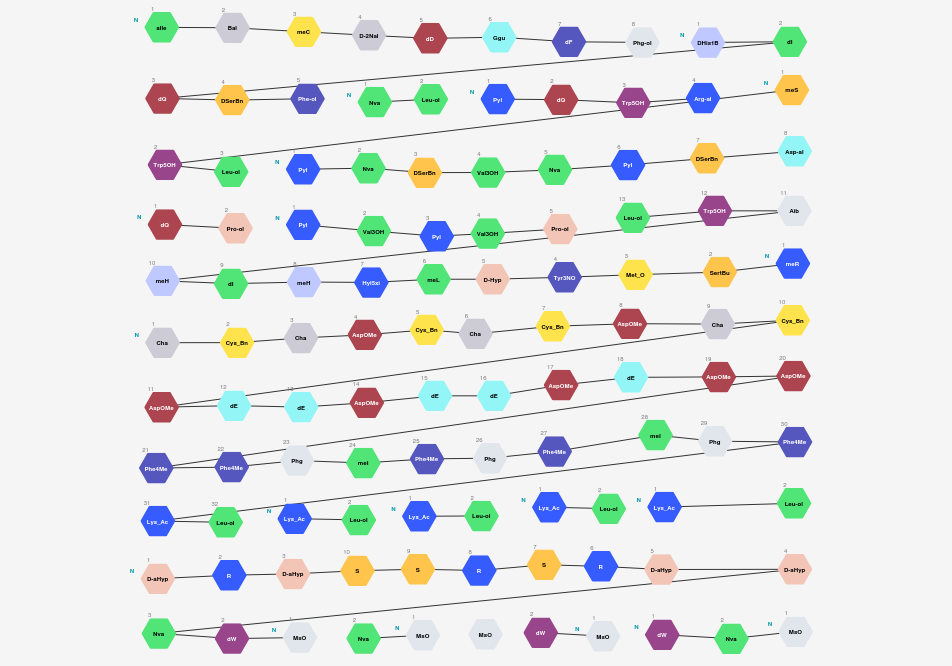 N 1 aIle 2 Bal 3 meC 4 D-2Nal 5 dD 6 Ggu 7 dF 8 Phg-ol N 1 DHis1B 2 dI
3 dQ 4 DSerBn 5 Phe-ol N 1 Nva 2 Leu-ol N 1 Pyl 2 dQ 3 Trp5OH 4 Arg-al N 1 meS
2 Trp5OH 3 Leu-ol N 1 Pyl 2 Nva 3 DSerBn 4 Val3OH 5 Nva 6 Pyl 7 DSerBn 8 Asp-al
N 1 dQ 2 Pro-ol N 1 Pyl 2 Val3OH 3 Pyl 4 Val3OH 5 Pro-ol 13 Leu-ol 12 Trp5OH 11 Aib
10 meH 9 dI 8 meH 7 Hyl5xl 6 meL 5 D-Hyp 4 Tyr3NO 3 Met_O 2 SertBu N 1 meR
N 1 Cha 2 Cys_Bn 3 Cha 4 AspOMe 5 Cys_Bn 6 Cha 7 Cys_Bn 8 AspOMe 9 Cha 10 Cys_Bn
11 AspOMe 12 dE 13 dE 14 AspOMe 15 dE 16 dE 17 AspOMe 18 dE 19 AspOMe 20 AspOMe
21 Phe4Me 22 Phe4Me 23 Phg 24 meI 25 Phe4Me 26 Phg 27 Phe4Me 28 meI 29 Phg 30 Phe4Me
31 Lys_Ac 32 Leu-ol N 1 Lys_Ac 2 Leu-ol N 1 Lys_Ac 2 Leu-ol N 1 Lys_Ac 2 Leu-ol N 1 Lys_Ac 2 Leu-ol
N 1 D-aHyp 2 R 3 D-aHyp 10 S 9 S 8 R 7 S 6 R 5 D-aHyp 4 D-aHyp
3 Nva 2 dW N 1 MsO 2 Nva N 1 MsO MsO 2 dW N 1 MsO N 1 dW 2 Nva N 1 MsO